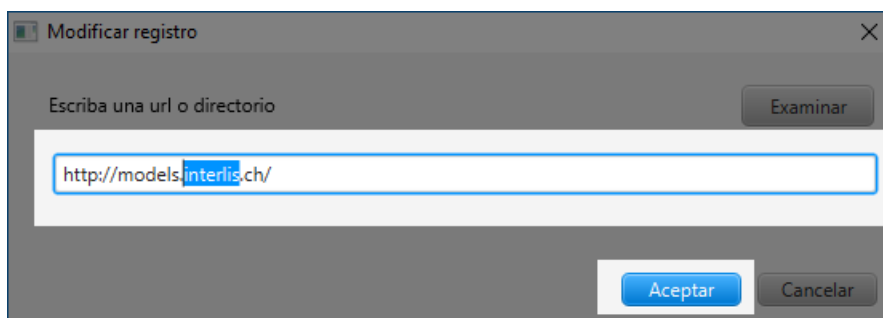 Modificar registro
Escriba una url o directorio
Examinar
http://models.interlis.ch/
Aceptar
Cancelar